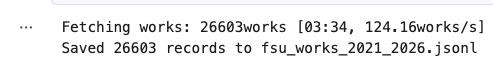 ... Fetching works: 26603works [03:34, 124.16works/s]
Saved 26603 records to fsu_works_2021_2026.jsonl